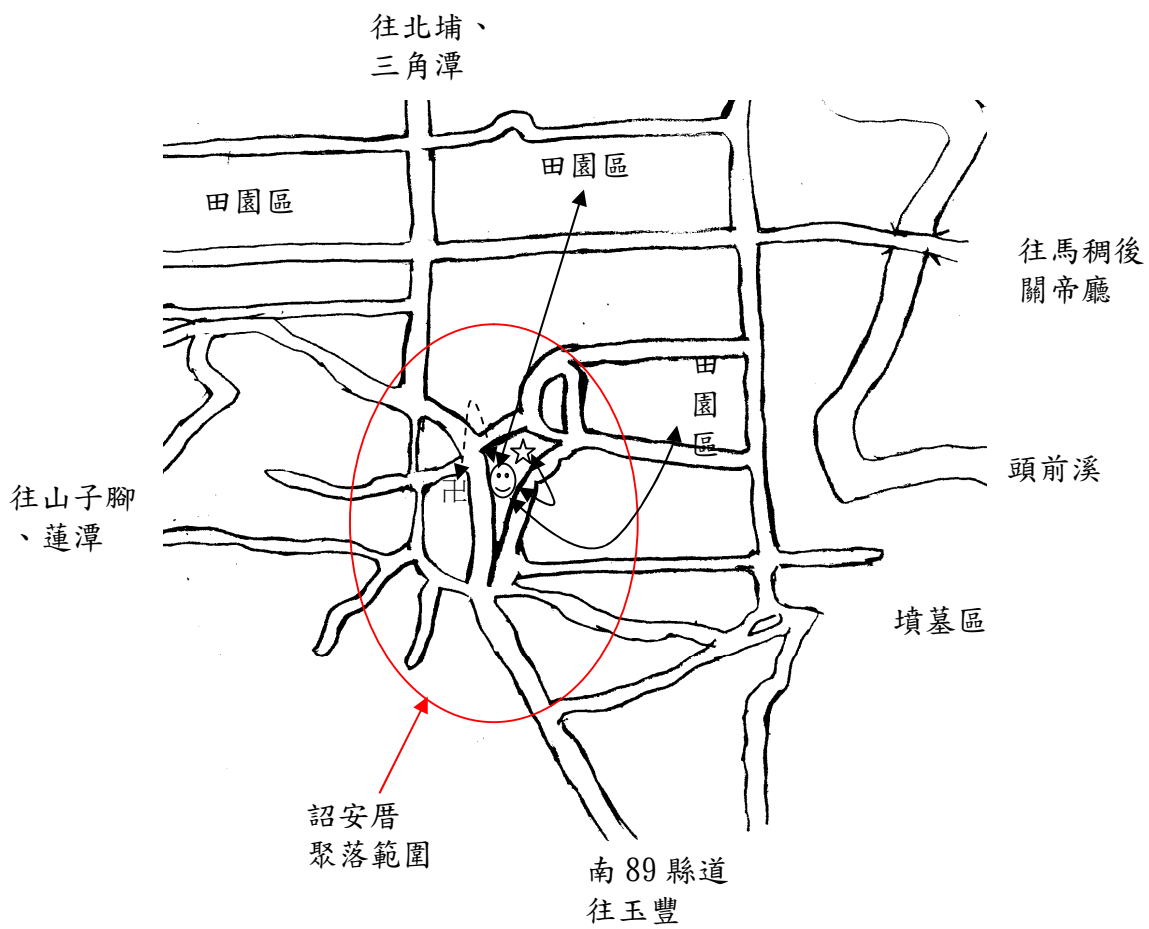 往北埔、
三角潭
田園區
田園區
往馬稠後
關帝廳
田
園
區
頭前溪
往山子腳
、蓮潭
卍
墳墓區
詔安厝
聚落範圍
南 89 縣道
往玉豐